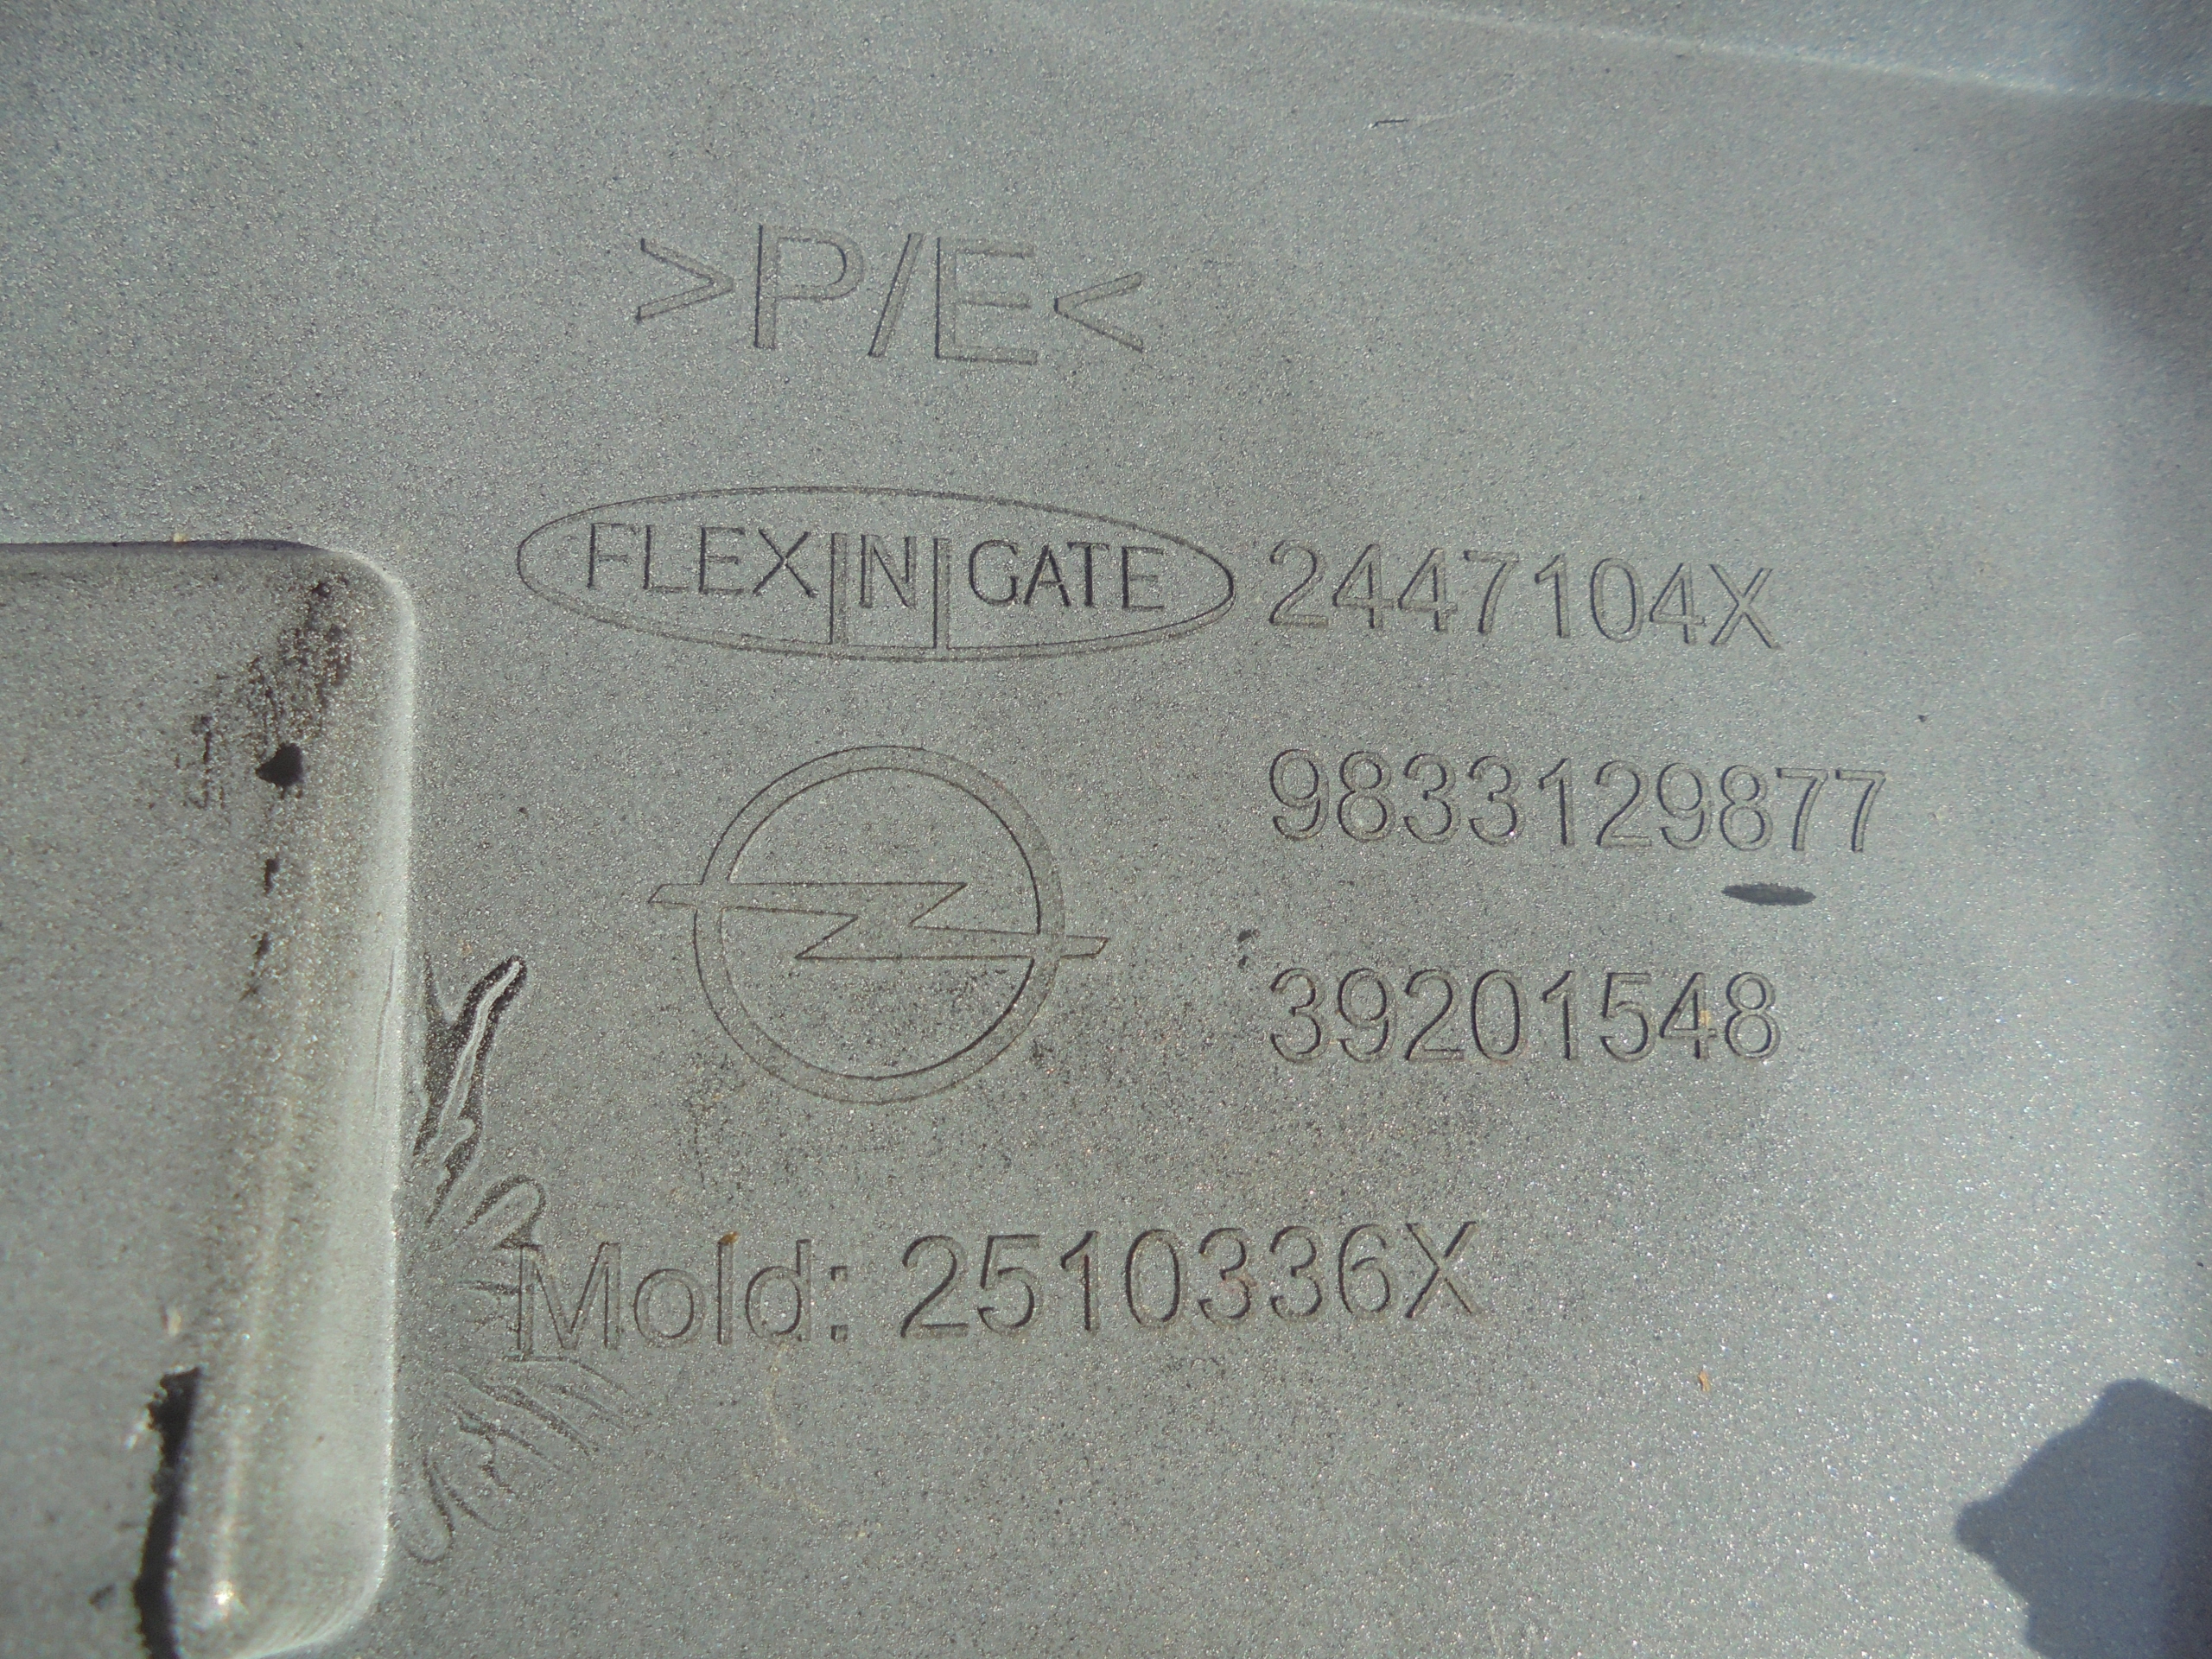 >P/E<
FLEX N GATE 2447104X
9833129877
39201548
Mold: 2510336X